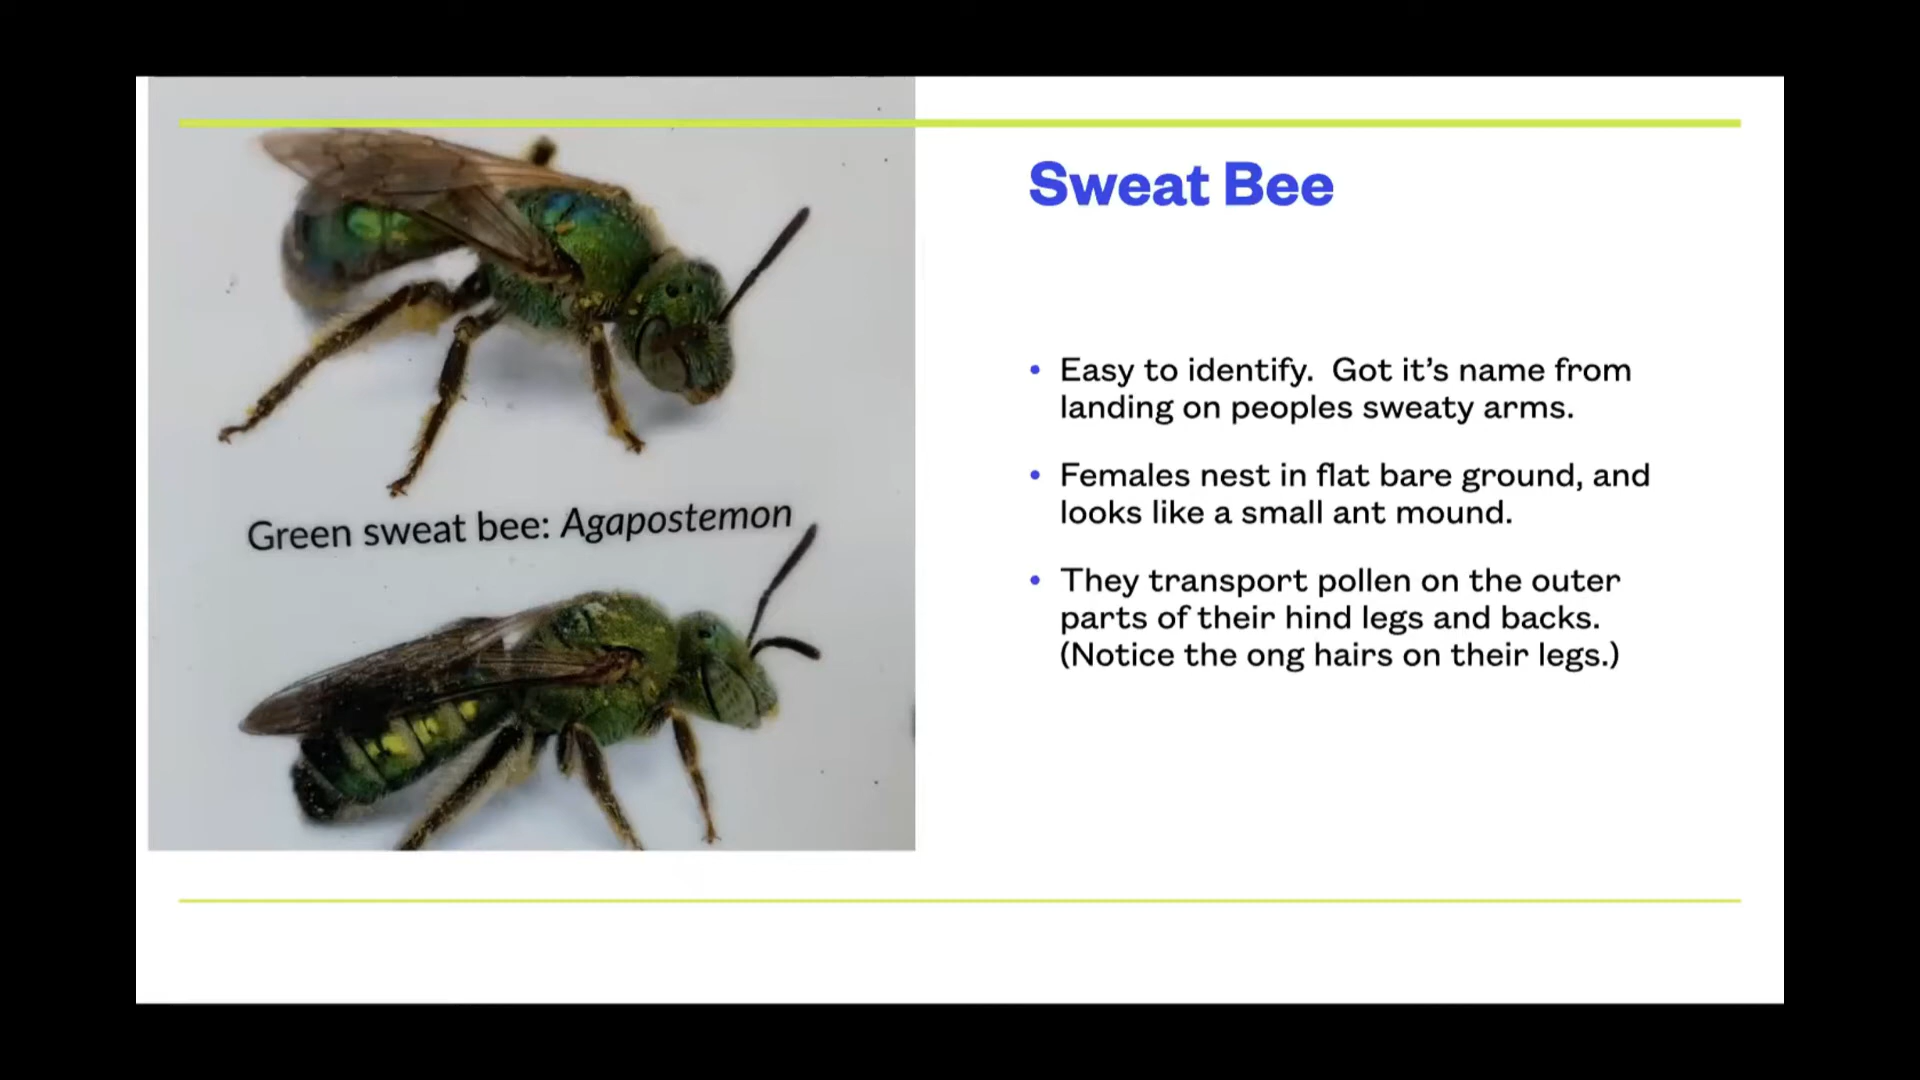 Sweat Bee
Easy to identify.  Got it’s name from
landing on peoples sweaty arms.
Females nest in flat bare ground, and
looks like a small ant mound.
They transport pollen on the outer
parts of their hind legs and backs.
(Notice the ong hairs on their legs.)
Green sweat bee: Agapostemon